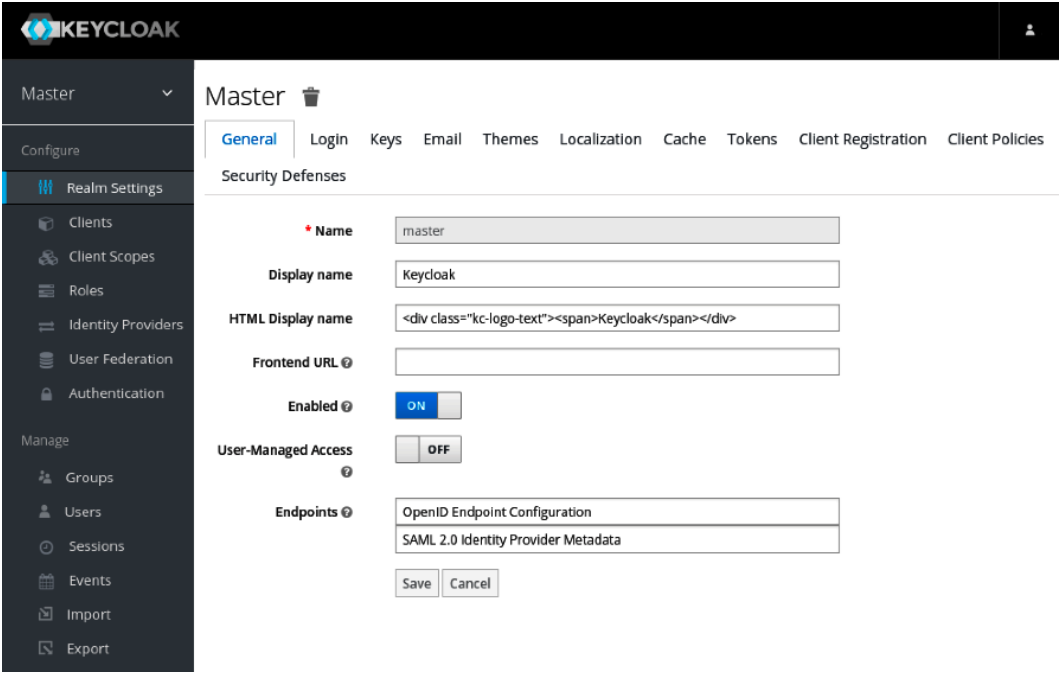 KEYCLOAK
Master
Configure
Realm Settings
Clients
Client Scopes
Roles
Identity Providers
User Federation
Authentication
Manage
Groups
Users
Sessions
Events
Import
Export
Master
General Login Keys Email Themes Localization Cache Tokens Client Registration Client Policies
Security Defenses
* Name master
Display name Keycloak
HTML Display name <div class="kc-logo-text"><span>Keycloak</span></div>
Frontend URL ?
Enabled ? ON
User-Managed Access OFF
?
Endpoints ? OpenID Endpoint Configuration
SAML 2.0 Identity Provider Metadata
Save Cancel